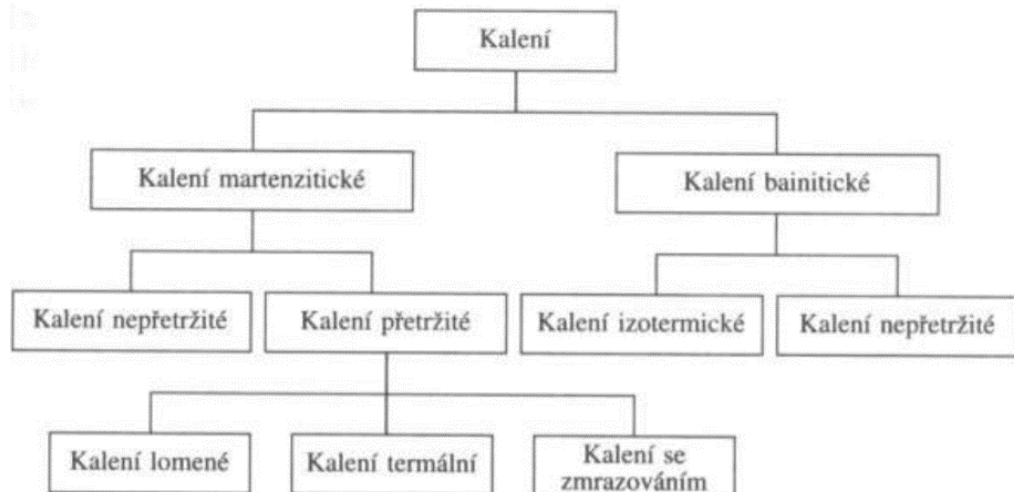 Kalení
Kalení martenzitické
Kalení bainitické
Kalení nepřetržité
Kalení přetržité
Kalení izotermické
Kalení nepřetržité
Kalení lomené
Kalení termální
Kalení se
zmrazováním